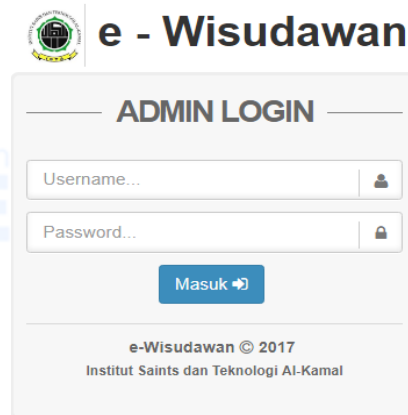 e - Wisudawan
ADMIN LOGIN
Username...
Password...
Masuk
e-Wisudawan © 2017
Institut Saints dan Teknologi Al-Kamal